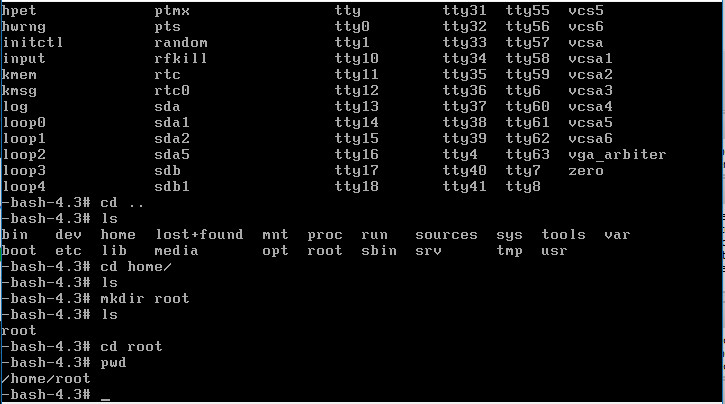 hpet ptmx tty tty31 tty55 vcs5
hwrng pts tty0 tty32 tty56 vcs6
initctl random tty1 tty33 tty57 vcsa
input rfkill tty10 tty34 tty58 vcsa1
kmem rtc tty11 tty35 tty59 vcsa2
kmsg rtc0 tty12 tty36 tty6 vcsa3
log sda tty13 tty37 tty60 vcsa4
loop0 sda1 tty14 tty38 tty61 vcsa5
loop1 sda2 tty15 tty39 tty62 vcsa6
loop2 sda5 tty16 tty4 tty63 vga_arbiter
loop3 sdb tty17 tty40 tty7 zero
loop4 sdb1 tty18 tty41 tty8
-bash-4.3# cd ..
-bash-4.3# ls
bin dev home lost+found mnt proc run sources sys tools var
boot etc lib media opt root sbin srv tmp usr
-bash-4.3# cd home/
-bash-4.3# ls
-bash-4.3# mkdir root
-bash-4.3# ls
root
-bash-4.3# cd root
-bash-4.3# pwd
/home/root
-bash-4.3# _